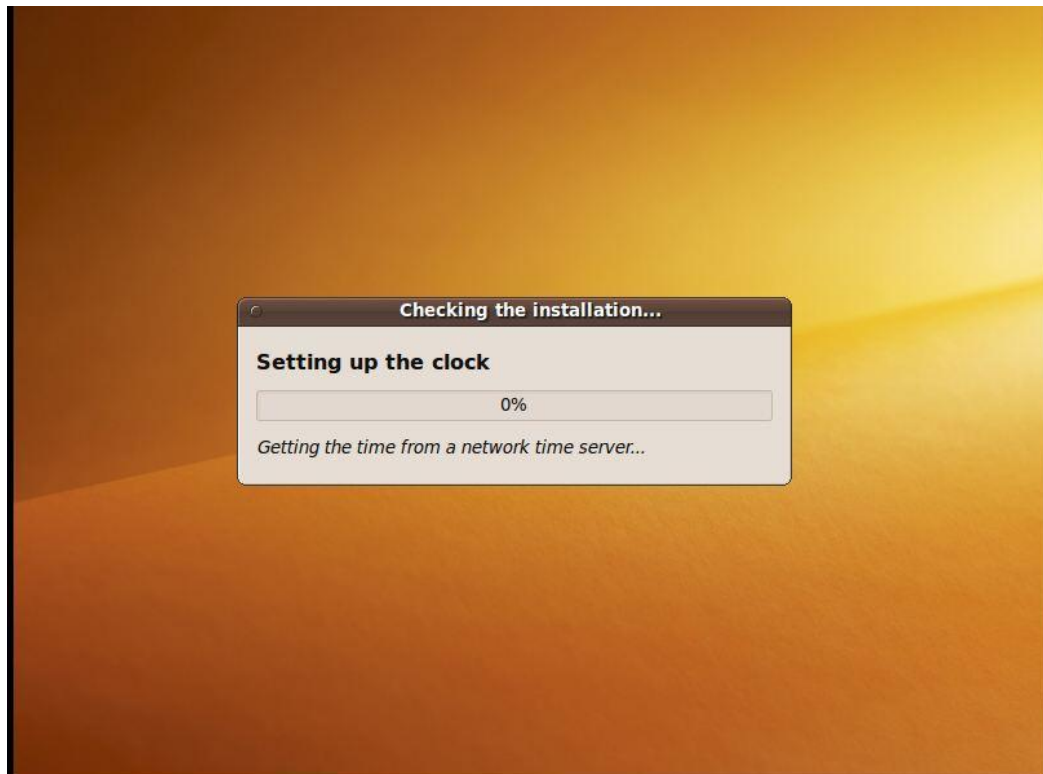 Checking the installation...
Setting up the clock
0%
Getting the time from a network time server...